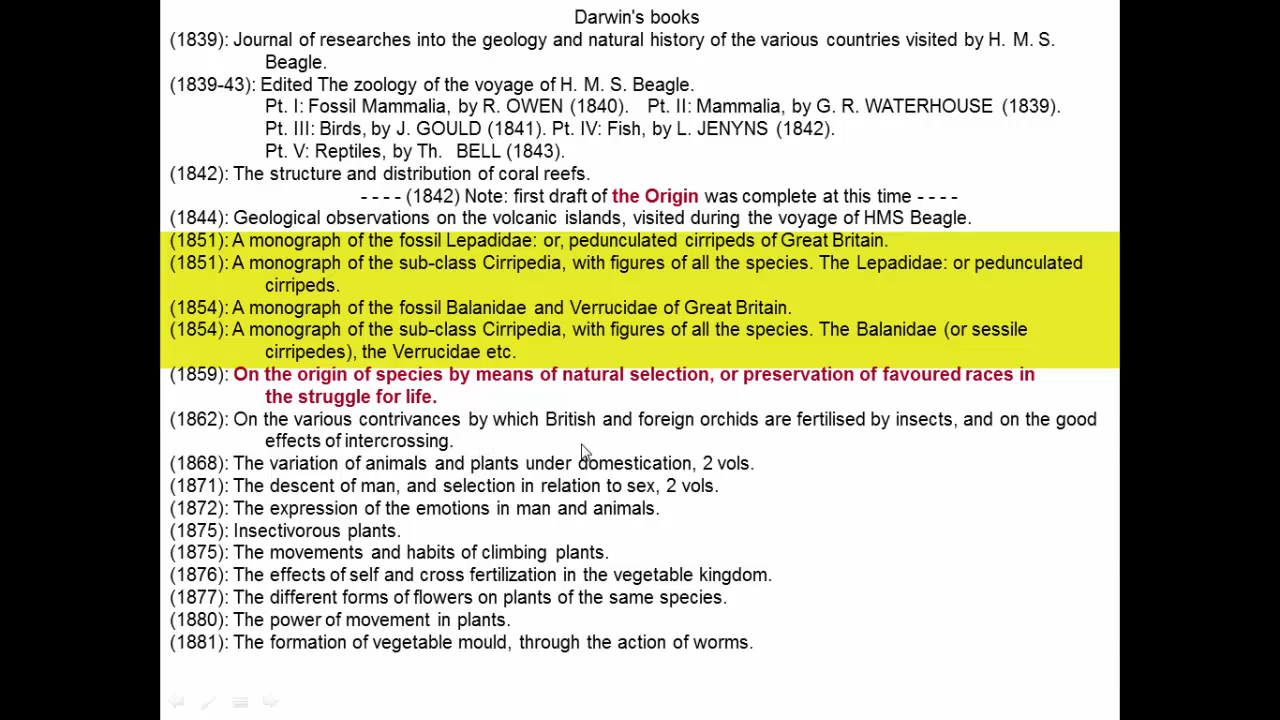 Darwin's books
(1839): Journal of researches into the geology and natural history of the various countries visited by H. M. S.
Beagle.
(1839-43): Edited The zoology of the voyage of H. M. S. Beagle.
Pt. I: Fossil Mammalia, by R. OWEN (1840). Pt. II: Mammalia, by G. R. WATERHOUSE (1839).
Pt. III: Birds, by J. GOULD (1841). Pt. IV: Fish, by L. JENYNS (1842).
Pt. V: Reptiles, by Th. BELL (1843).
(1842): The structure and distribution of coral reefs.
- - - - (1842) Note: first draft of the Origin was complete at this time - - - -
(1844): Geological observations on the volcanic islands, visited during the voyage of HMS Beagle.
(1851): A monograph of the fossil Lepadidae: or, pedunculated cirripeds of Great Britain.
(1851): A monograph of the sub-class Cirripedia, with figures of all the species. The Lepadidae: or pedunculated
cirripeds.
(1854): A monograph of the fossil Balanidae and Verrucidae of Great Britain.
(1854): A monograph of the sub-class Cirripedia, with figures of all the species. The Balanidae (or sessile
cirripedes), the Verrucidae etc.
(1859): On the origin of species by means of natural selection, or preservation of favoured races in
the struggle for life.
(1862): On the various contrivances by which British and foreign orchids are fertilised by insects, and on the good
effects of intercrossing.
(1868): The variation of animals and plants under domestication, 2 vols.
(1871): The descent of man, and selection in relation to sex, 2 vols.
(1872): The expression of the emotions in man and animals.
(1875): Insectivorous plants.
(1875): The movements and habits of climbing plants.
(1876): The effects of self and cross fertilization in the vegetable kingdom.
(1877): The different forms of flowers on plants of the same species.
(1880): The power of movement in plants.
(1881): The formation of vegetable mould, through the action of worms.